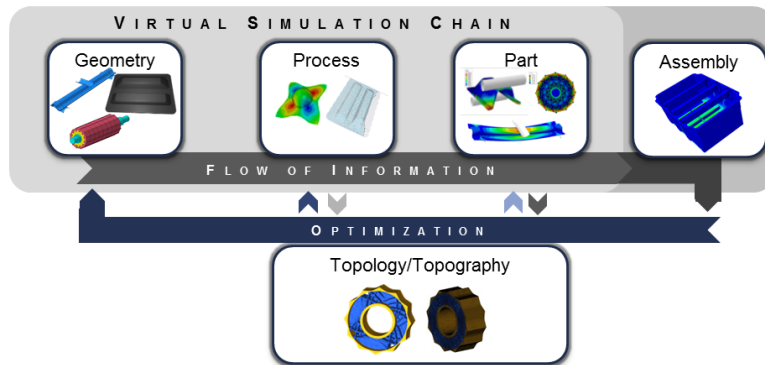 VIRTUAL SIMULATION CHAIN
Geometry
Process
Part
Assembly
FLOW OF INFORMATION
OPTIMIZATION
Topology/Topography